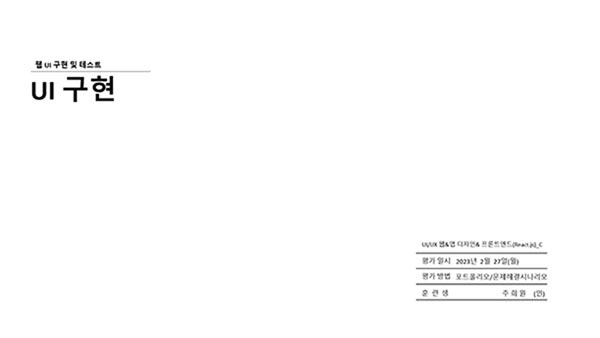 웹 UI 구현 및 테스트
UI 구현
UI/UX 웹&앱 디자인& 프론트엔드(React.js)_C
평가 일시 2023년 2월 27일(월)
평가 방법 포트폴리오/문제해결시나리오
훈 련 생 주 희 원 (인)